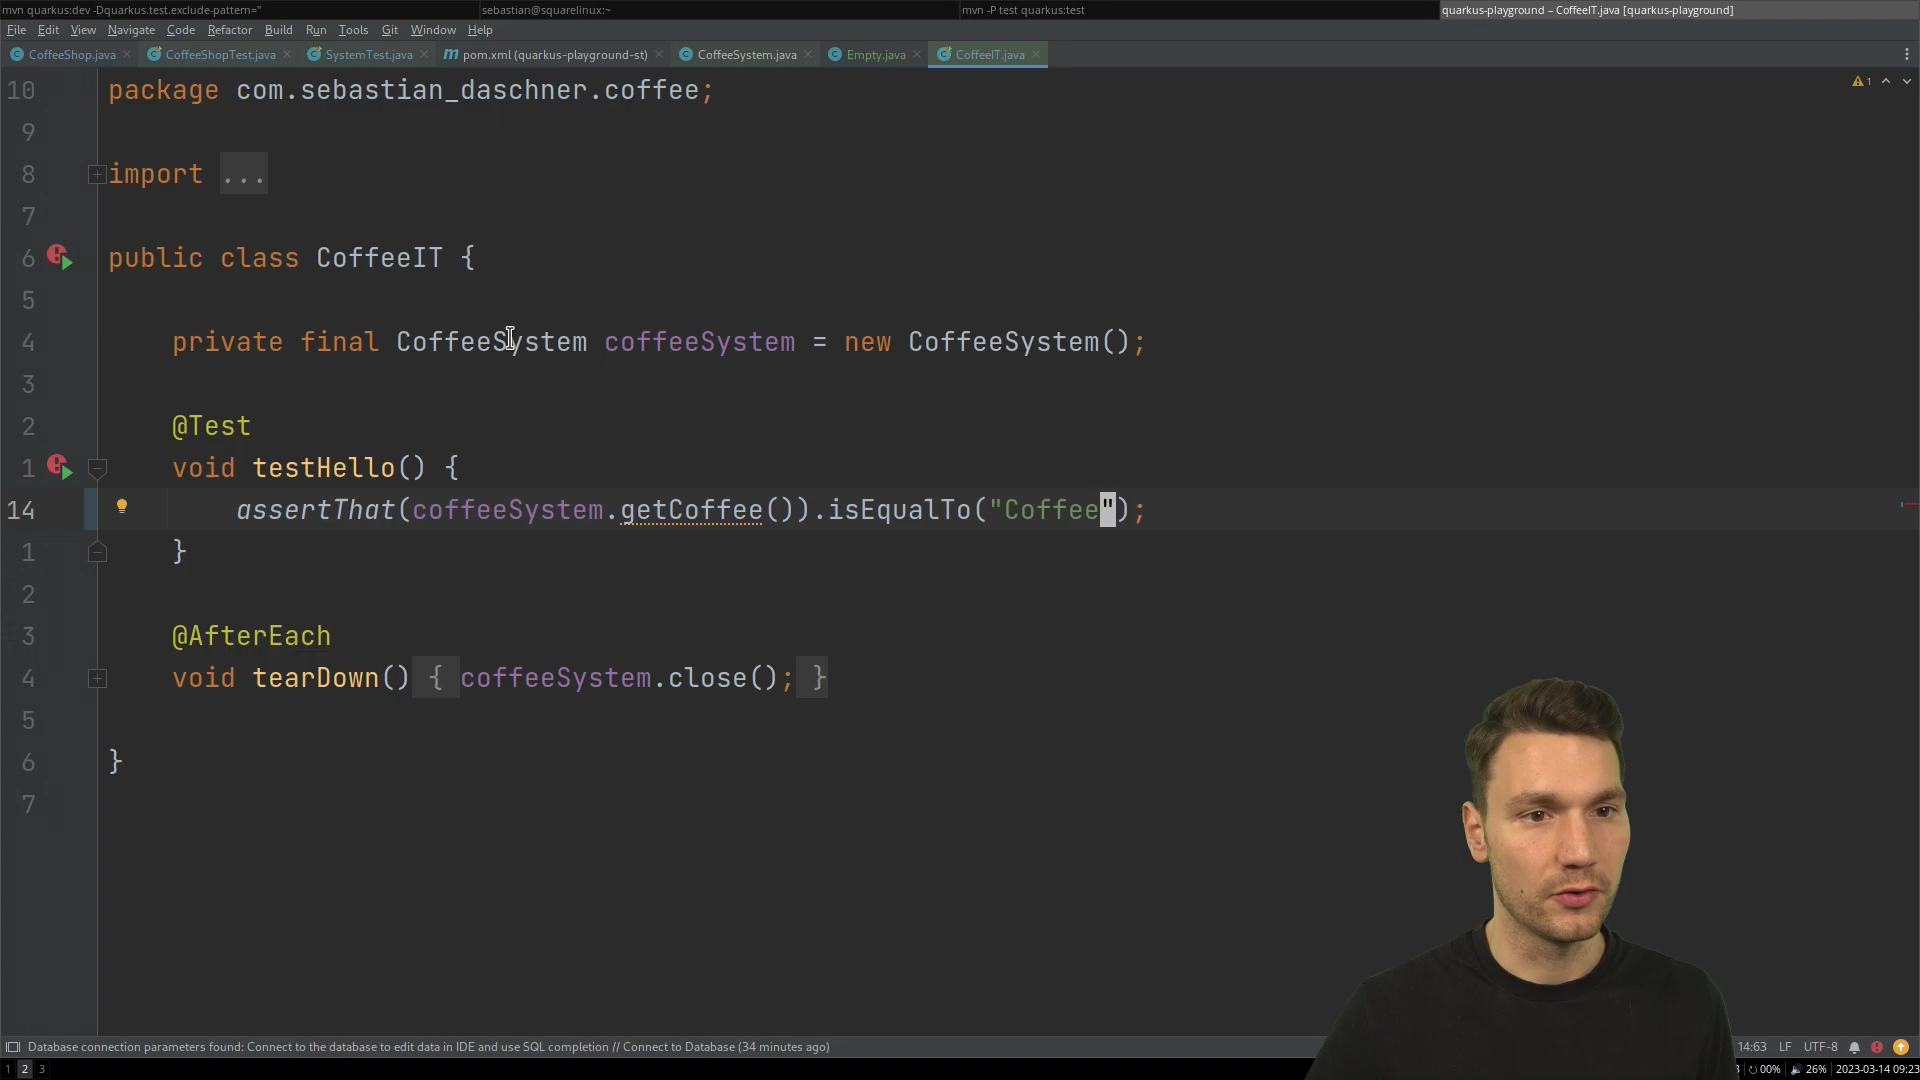 mvn quarkus:dev -Dquarkus.test.exclude-pattern="
sebastian@squarelinux:~
mvn -P test quarkus:test
quarkus-playground – CoffeeIT.java [quarkus-playground]
File Edit View Navigate Code Refactor Build Run Tools Git Window Help
CoffeeShop.java CoffeeShopTest.java SystemTest.java pom.xml (quarkus-playground-st) CoffeeSystem.java Empty.java CoffeeIT.java
10 package com.sebastian_daschner.coffee; 1
9
8 import ...
7
6 public class CoffeeIT {
5
4 private final CoffeeSystem coffeeSystem = new CoffeeSystem();
3
2 @Test
1 void testHello() {
14 assertThat(coffeeSystem.getCoffee()).isEqualTo("Coffee");
1 }
2
3 @AfterEach
4 void tearDown() { coffeeSystem.close(); }
5
6 }
7
Database connection parameters found: Connect to the database to edit data in IDE and use SQL completion // Connect to Database (34 minutes ago) 14:63 LF UTF-8
1 2 3 00% 26% 2023-03-14 09:23